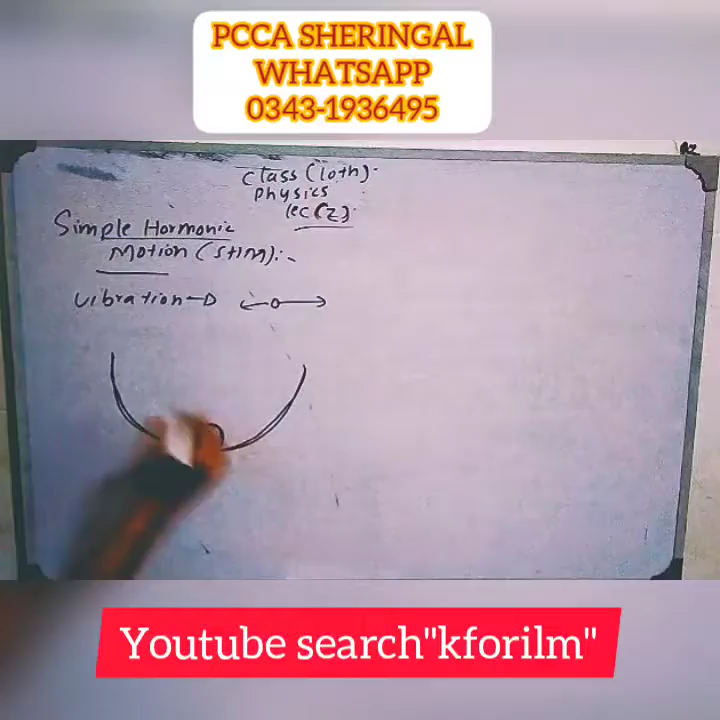 PCCA SHERINGAL
WHATSAPP
0343-1936495
Class (10th).
Physics
lec (2).
Simple Hormonic
Motion (SHM):-
Vibration→
Youtube search"kforilm"